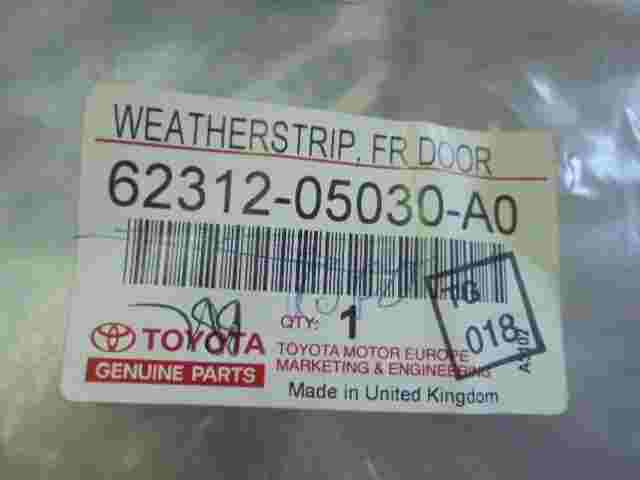 WEATHERSTRIP, FR DOOR
62312-05030-A0
TG
018
QTY: 1
TOYOTA
GENUINE PARTS
TOYOTA MOTOR EUROPE
MARKETING & ENGINEERING
Made in United Kingdom